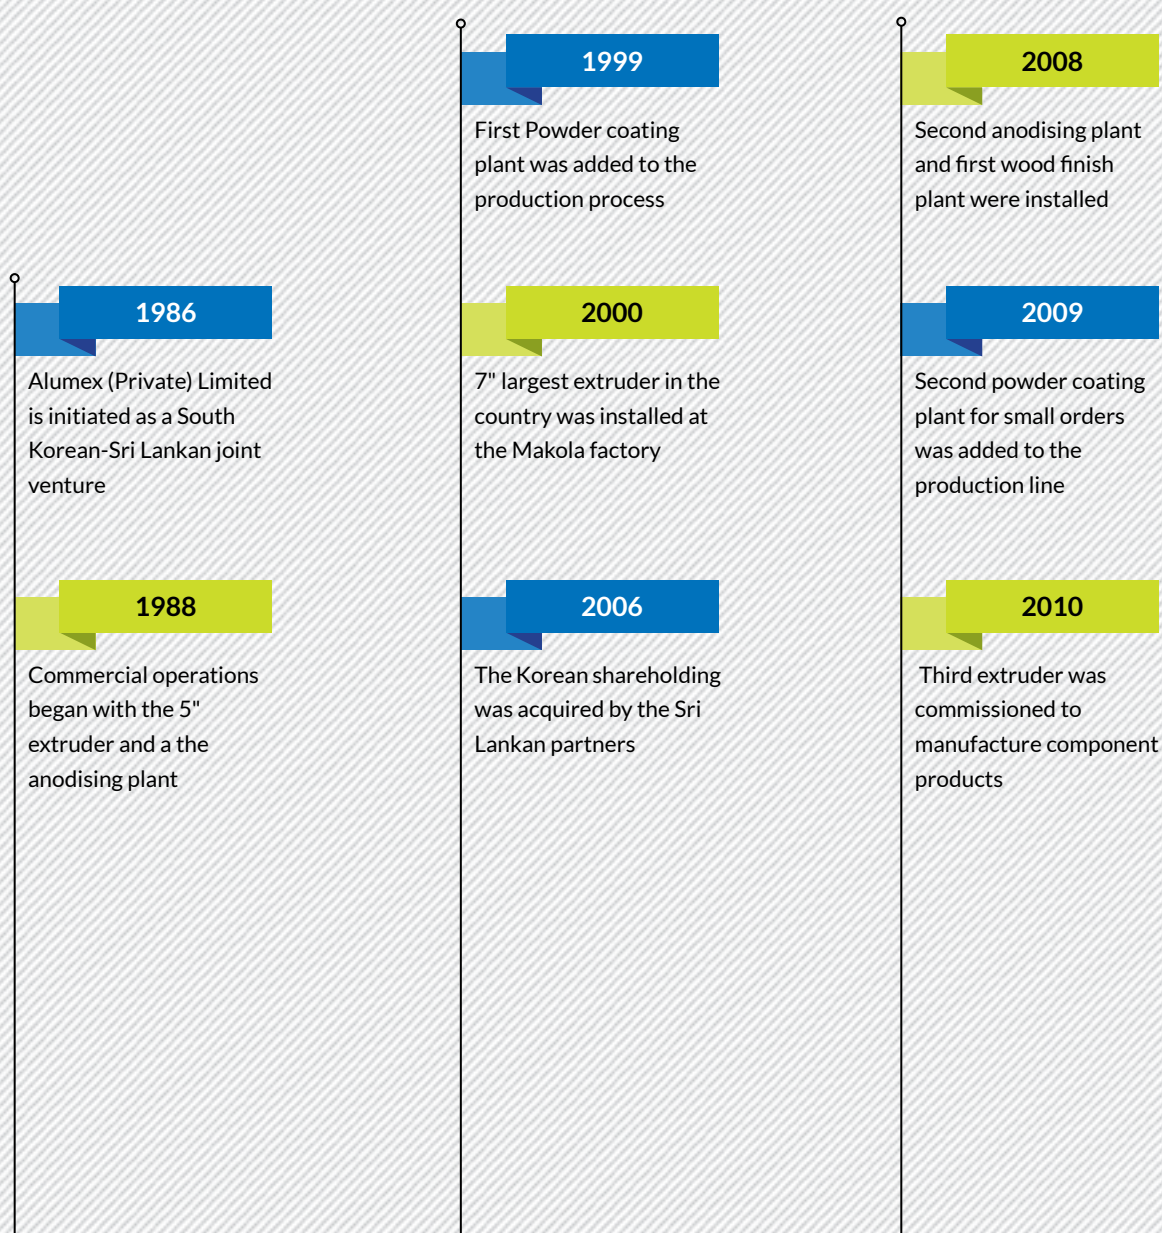 1986
Alumex (Private) Limited
is initiated as a South
Korean-Sri Lankan joint
venture
1988
Commercial operations
began with the 5"
extruder and a the
anodising plant
1999
First Powder coating
plant was added to the
production process
2000
7" largest extruder in the
country was installed at
the Makola factory
2006
The Korean shareholding
was acquired by the Sri
Lankan partners
2008
Second anodising plant
and first wood finish
plant were installed
2009
Second powder coating
plant for small orders
was added to the
production line
2010
Third extruder was
commissioned to
manufacture component
products